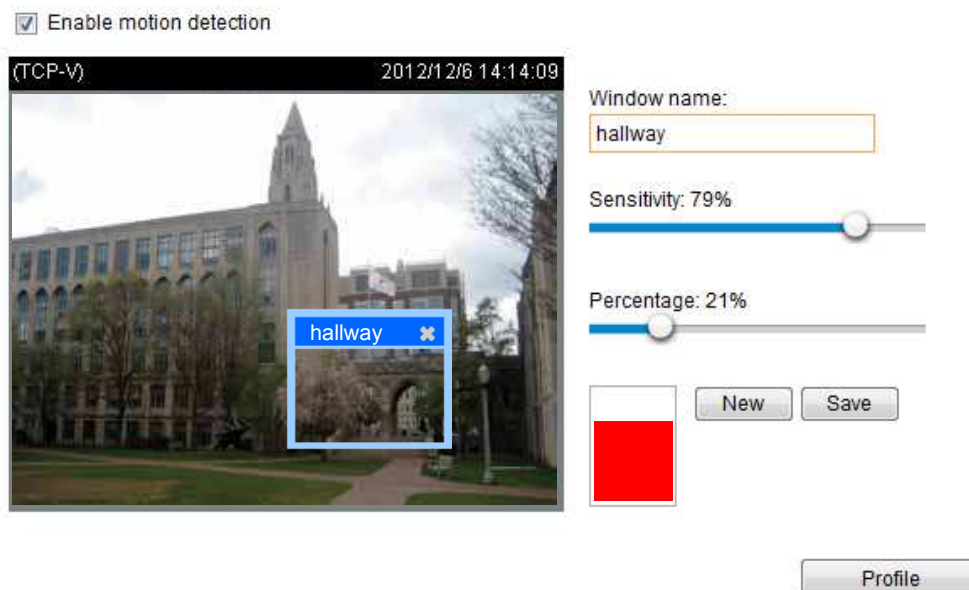 Enable motion detection
(TCP-V) 2012/12/6 14:14:09
Window name:
hallway
Sensitivity: 79%
Percentage: 21%
hallway
New Save
Profile